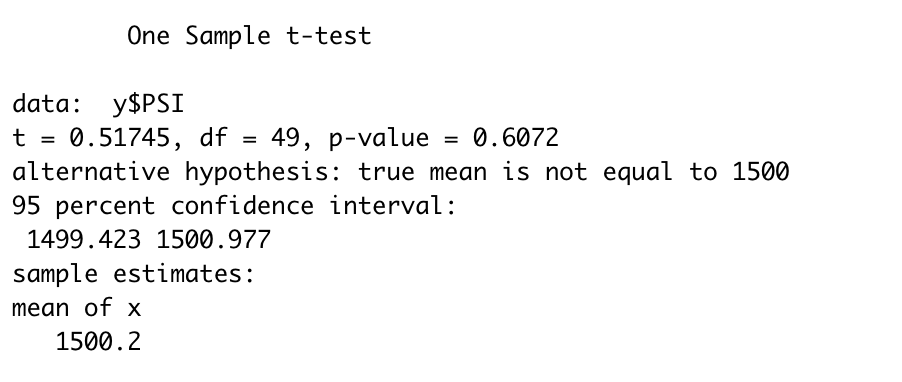 One Sample t-test
data:  y$PSI
t = 0.51745, df = 49, p-value = 0.6072
alternative hypothesis: true mean is not equal to 1500
95 percent confidence interval:
1499.423 1500.977
sample estimates:
mean of x
1500.2